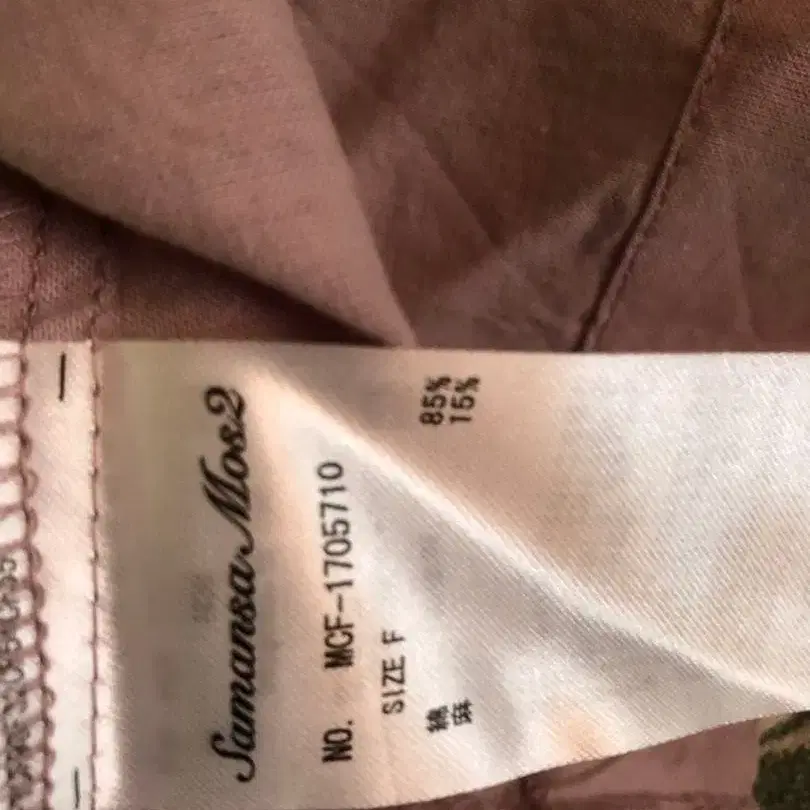 Samansa Mos2
NO. MCF-1705710
SIZE F
綿 85%
麻 15%